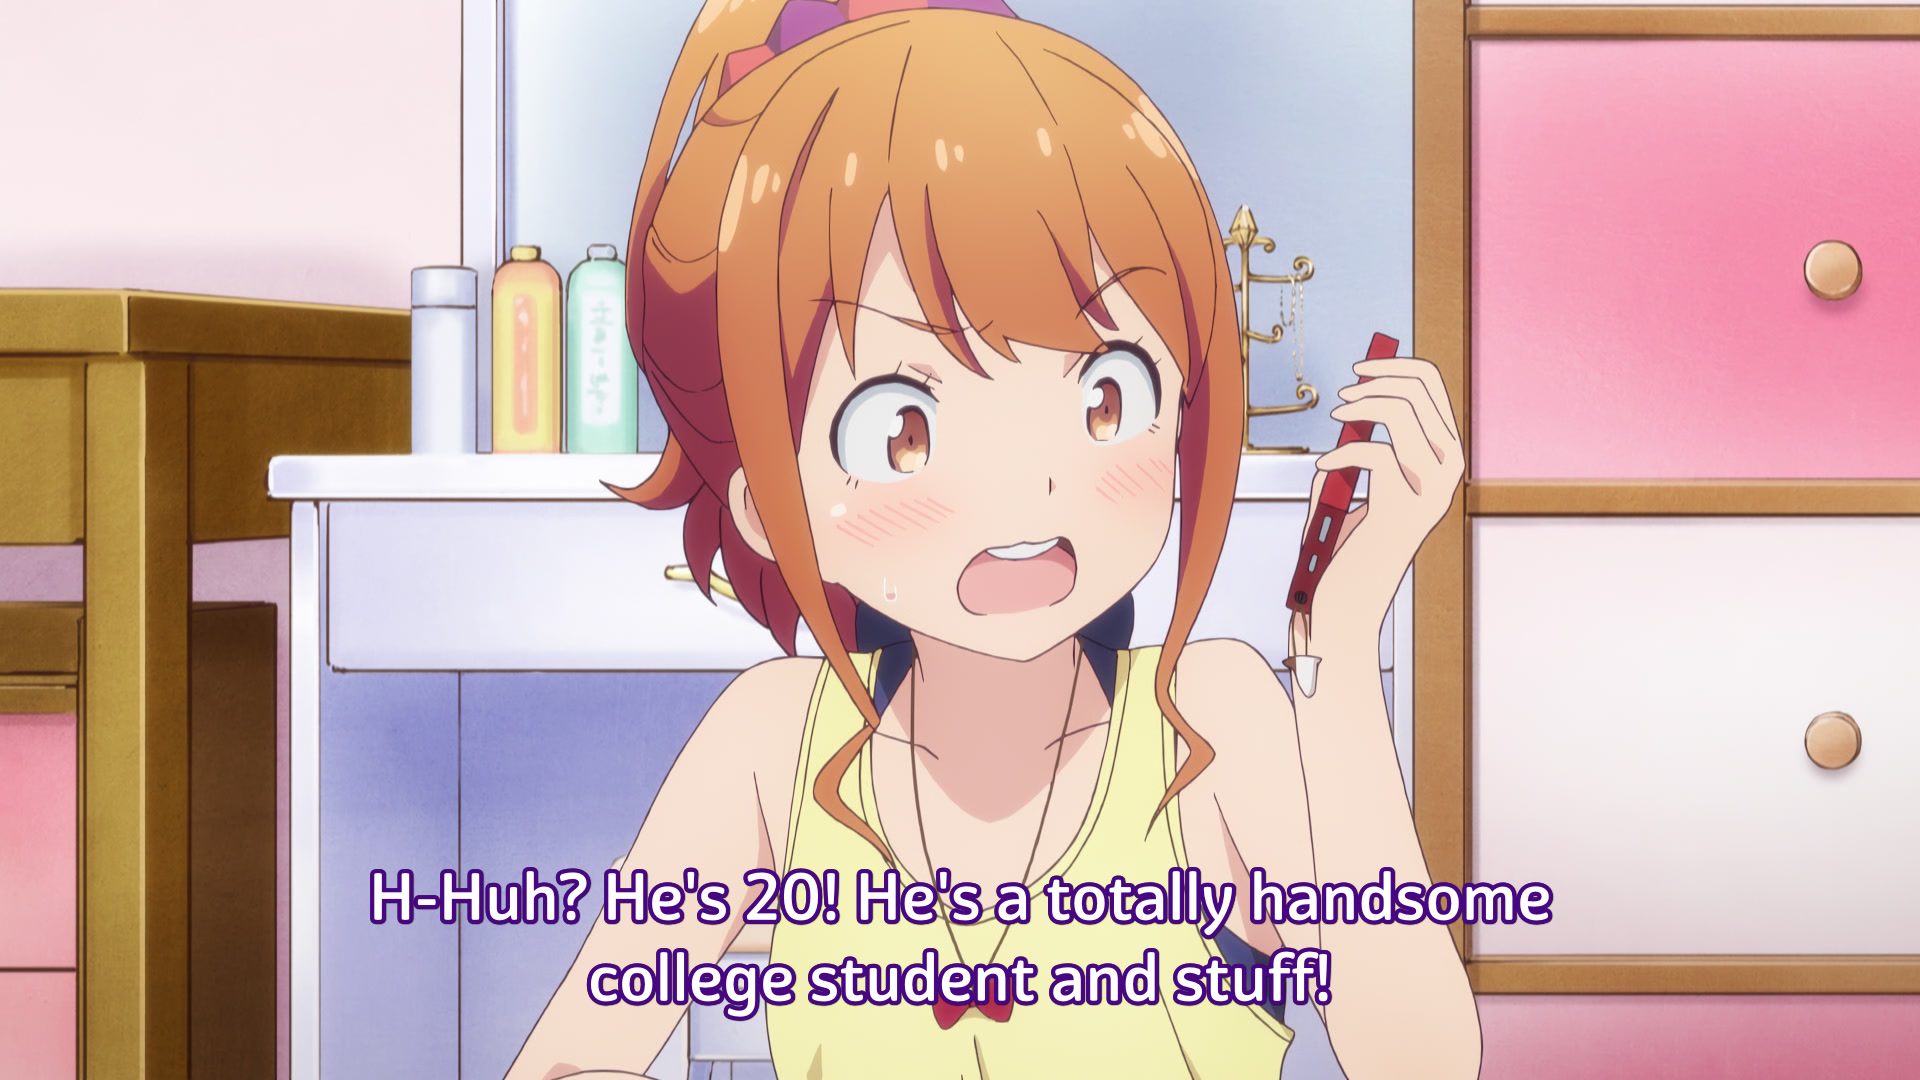 H-Huh? He's 20! He's a totally handsome
college student and stuff!